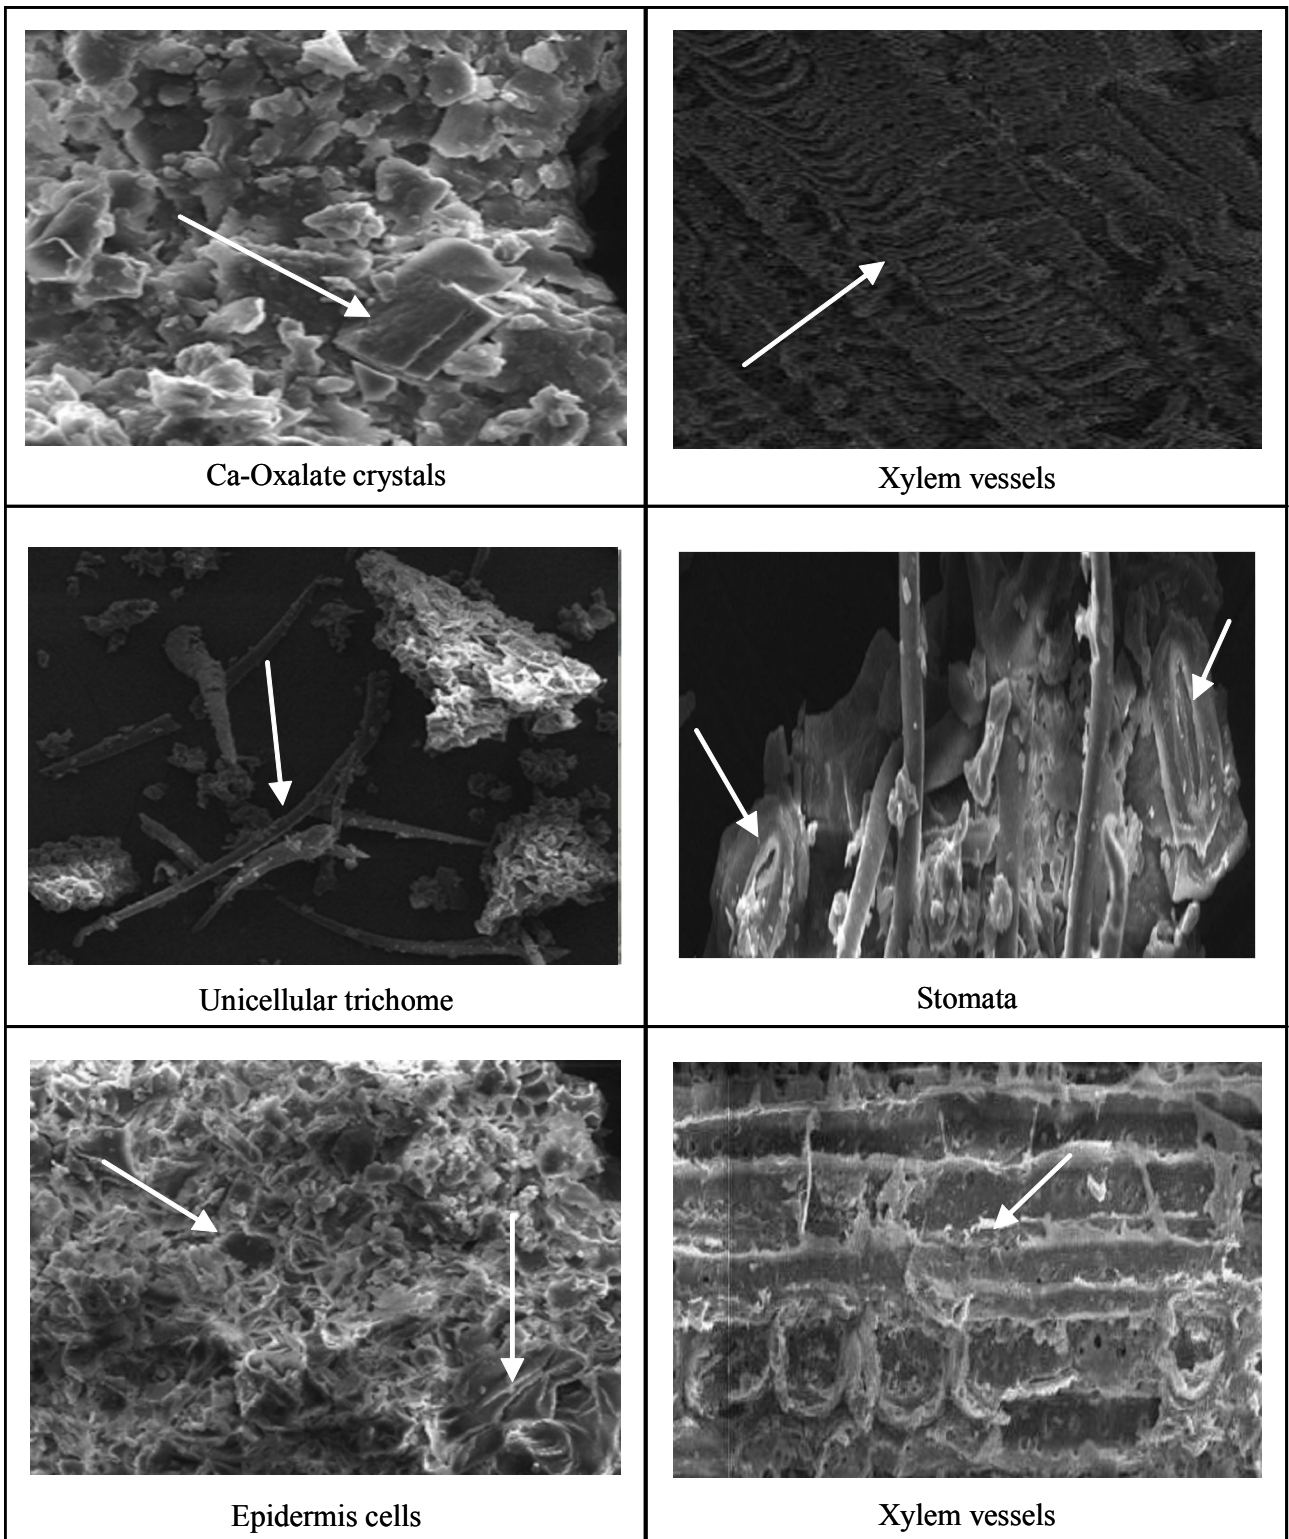 Ca-Oxalate crystals
Xylem vessels
Unicellular trichome
Stomata
Epidermis cells
Xylem vessels